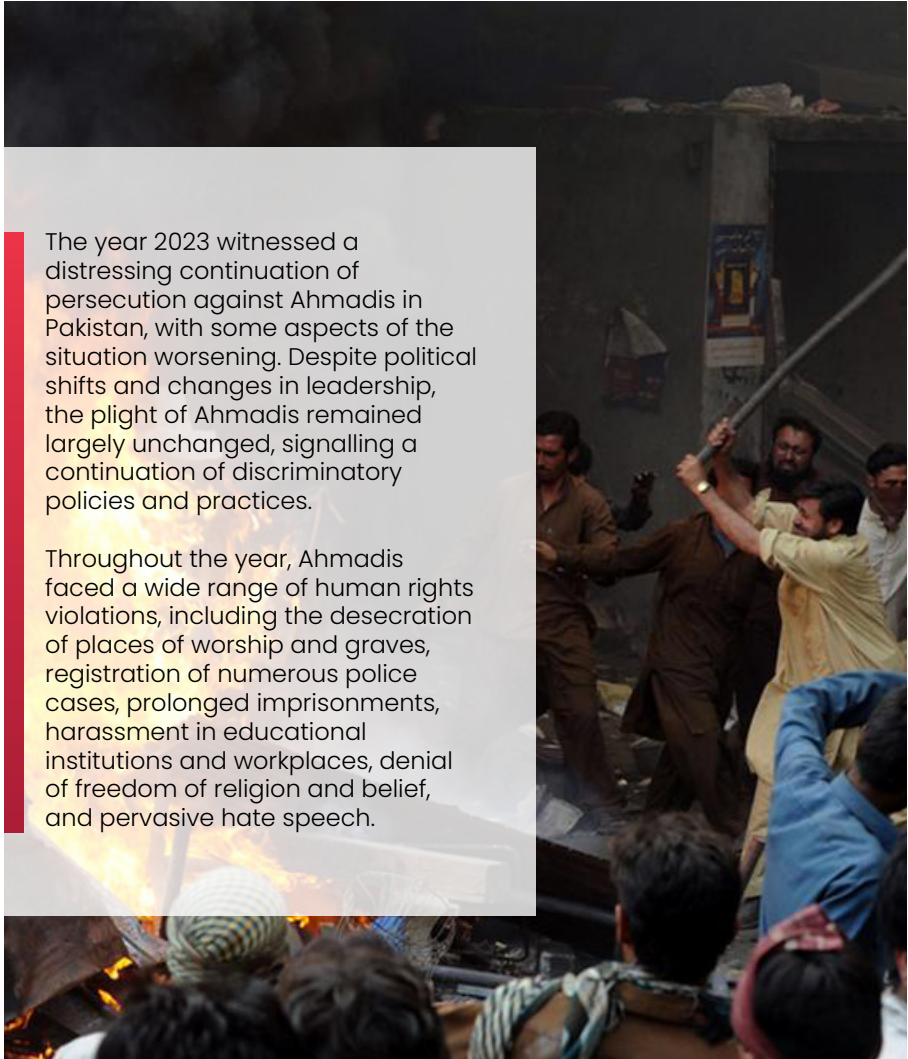 The year 2023 witnessed a
distressing continuation of
persecution against Ahmadis in
Pakistan, with some aspects of the
situation worsening. Despite political
shifts and changes in leadership,
the plight of Ahmadis remained
largely unchanged, signalling a
continuation of discriminatory
policies and practices.
Throughout the year, Ahmadis
faced a wide range of human rights
violations, including the desecration
of places of worship and graves,
registration of numerous police
cases, prolonged imprisonments,
harassment in educational
institutions and workplaces, denial
of freedom of religion and belief,
and pervasive hate speech.